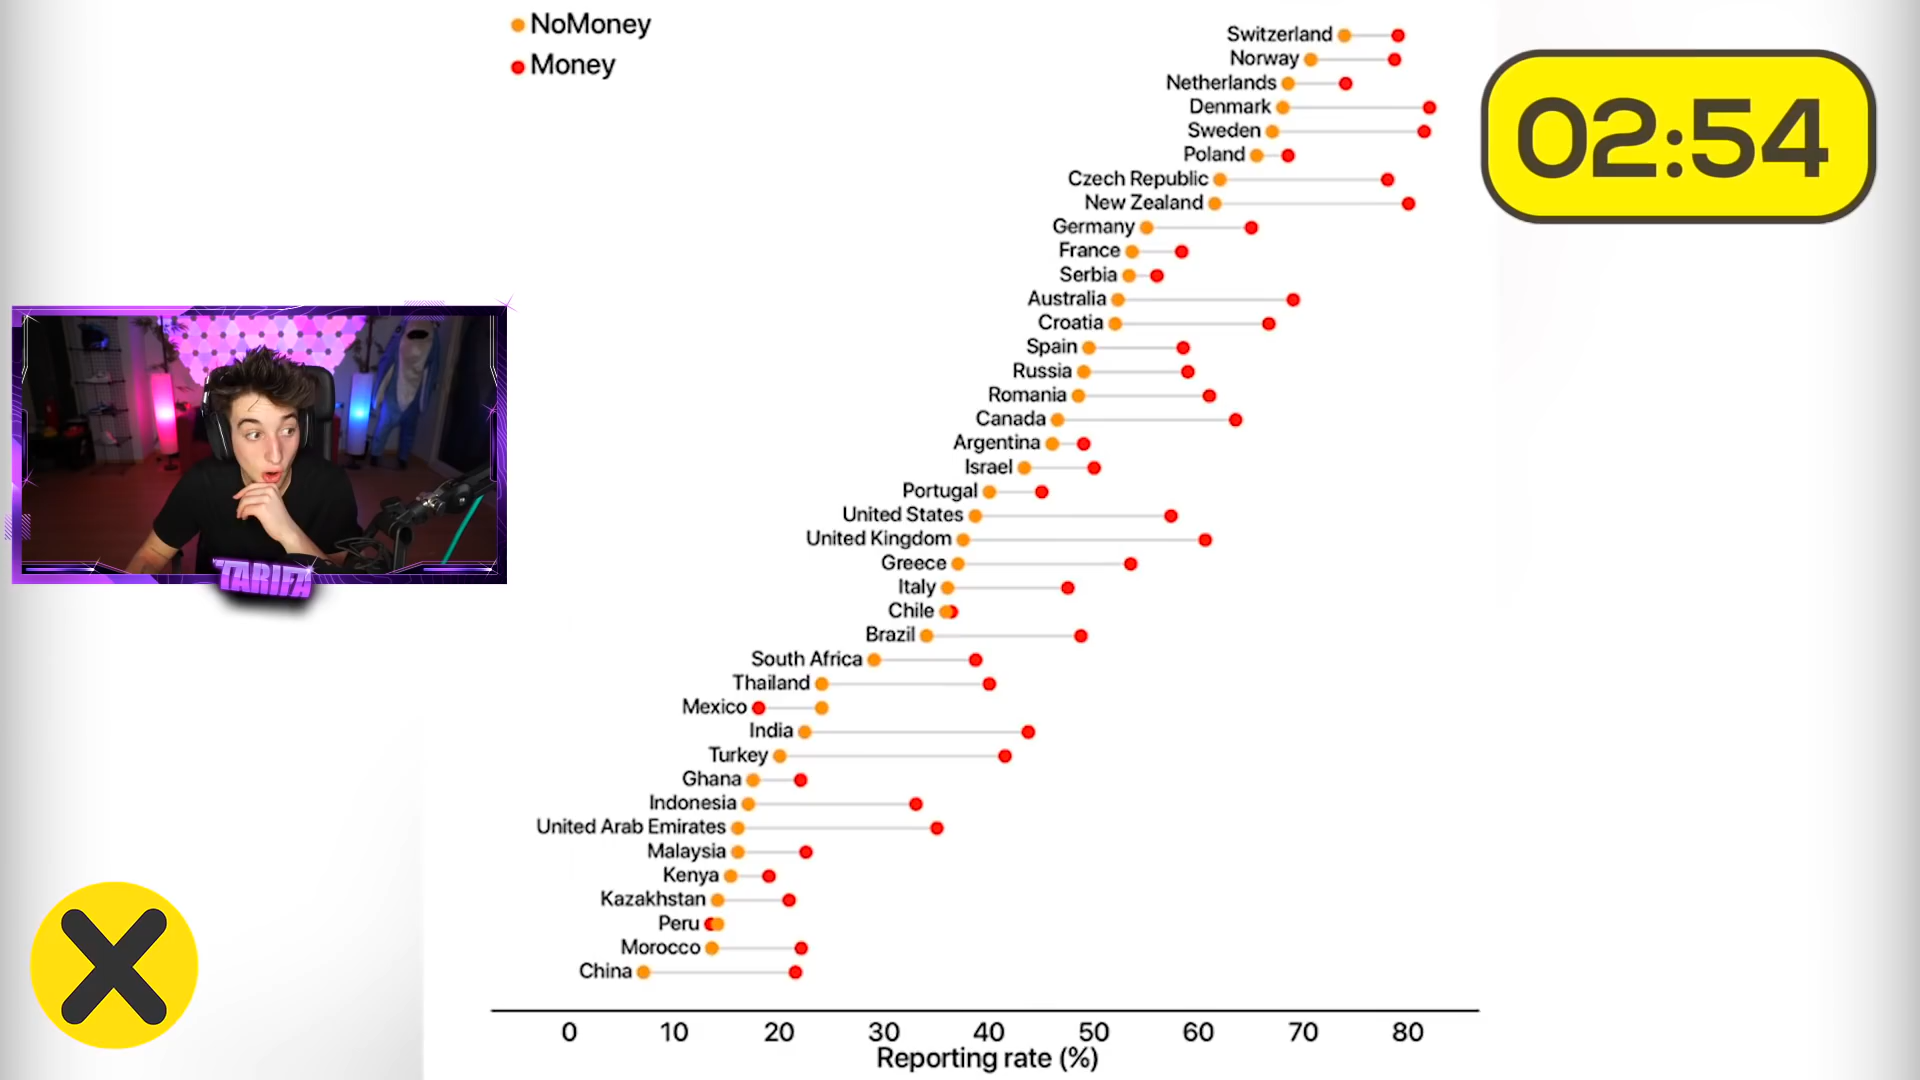 NoMoney
Money
02:54
Switzerland
Norway
Netherlands
Denmark
Sweden
Poland
Czech Republic
New Zealand
Germany
France
Serbia
Australia
Croatia
Spain
Russia
Romania
Canada
Argentina
Israel
Portugal
United States
United Kingdom
Greece
Italy
Chile
Brazil
South Africa
Thailand
Mexico
India
Turkey
Ghana
Indonesia
United Arab Emirates
Malaysia
Kenya
Kazakhstan
Peru
Morocco
China
TARIFA
0 10 20 30 40 50 60 70 80
Reporting rate (%)